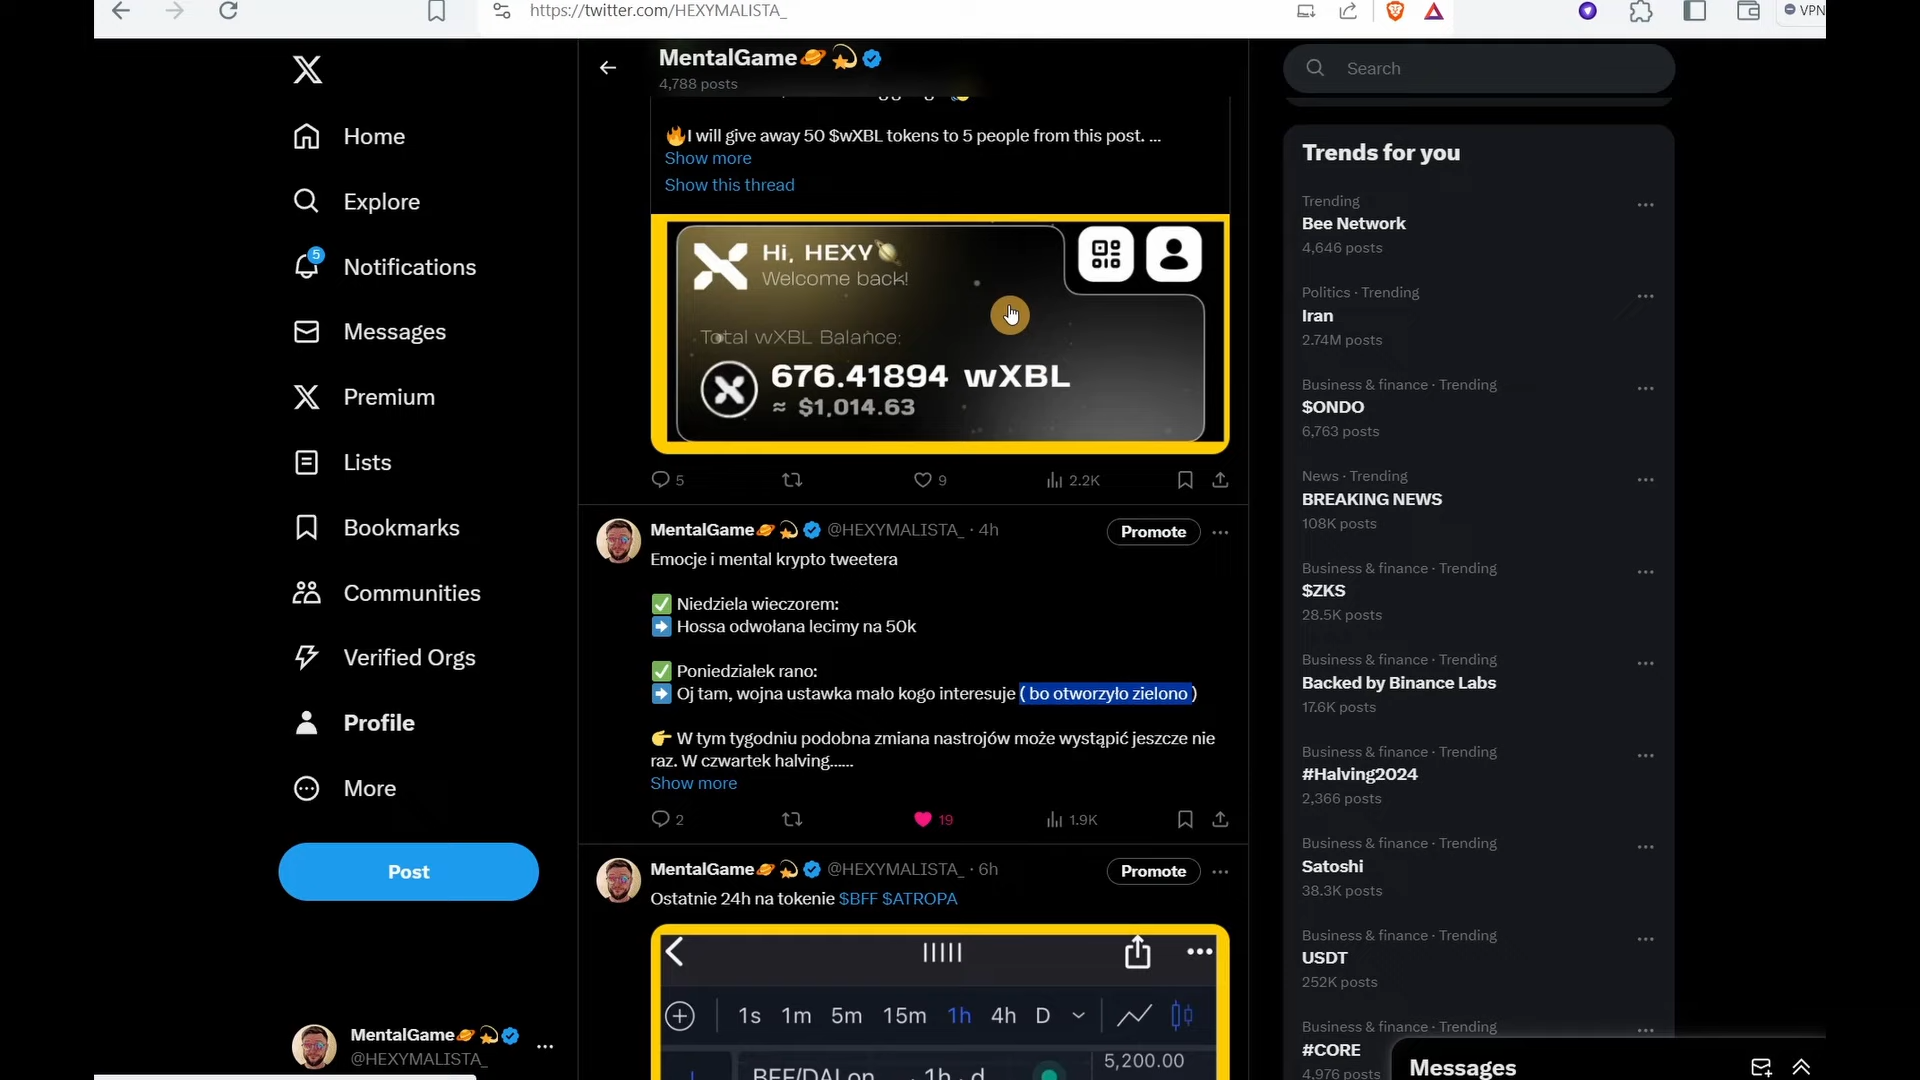 https://twitter.com/HEXYMALISTA_
VPN
X
Home
Explore
5
Notifications
Messages
Premium
Lists
Bookmarks
Communities
Verified Orgs
Profile
More
Post
MentalGame
@HEXYMALISTA_
MentalGame
4,788 posts
🔥I will give away 50 $wXBL tokens to 5 people from this post. ...
Show more
Show this thread
Hi, HEXY🪐
Welcome back!
Total wXBL Balance:
676.41894 wXBL
≈ $1,014.63
5
9
2.2K
MentalGame @HEXYMALISTA_ · 4h
Promote
Emocje i mental krypto tweetera
✅ Niedziela wieczorem:
➡️ Hossa odwołana lecimy na 50k
✅ Poniedziałek rano:
➡️ Oj tam, wojna ustawka mało kogo interesuje ( bo otworzyło zielono )
👉 W tym tygodniu podobna zmiana nastrojów może wystąpić jeszcze nie
raz. W czwartek halving......
Show more
2
19
1.9K
MentalGame @HEXYMALISTA_ · 6h
Promote
Ostatnie 24h na tokenie $BFF $ATROPA
1s 1m 5m 15m 1h 4h D
5,200.00
BFF/DAI on · 1h · d
Search
Trends for you
Trending
Bee Network
4,646 posts
Politics · Trending
Iran
2.74M posts
Business & finance · Trending
$ONDO
6,763 posts
News · Trending
BREAKING NEWS
108K posts
Business & finance · Trending
$ZKS
28.5K posts
Business & finance · Trending
Backed by Binance Labs
17.6K posts
Business & finance · Trending
#Halving2024
2,366 posts
Business & finance · Trending
Satoshi
38.3K posts
Business & finance · Trending
USDT
252K posts
Business & finance · Trending
#CORE
4,976 posts
Messages